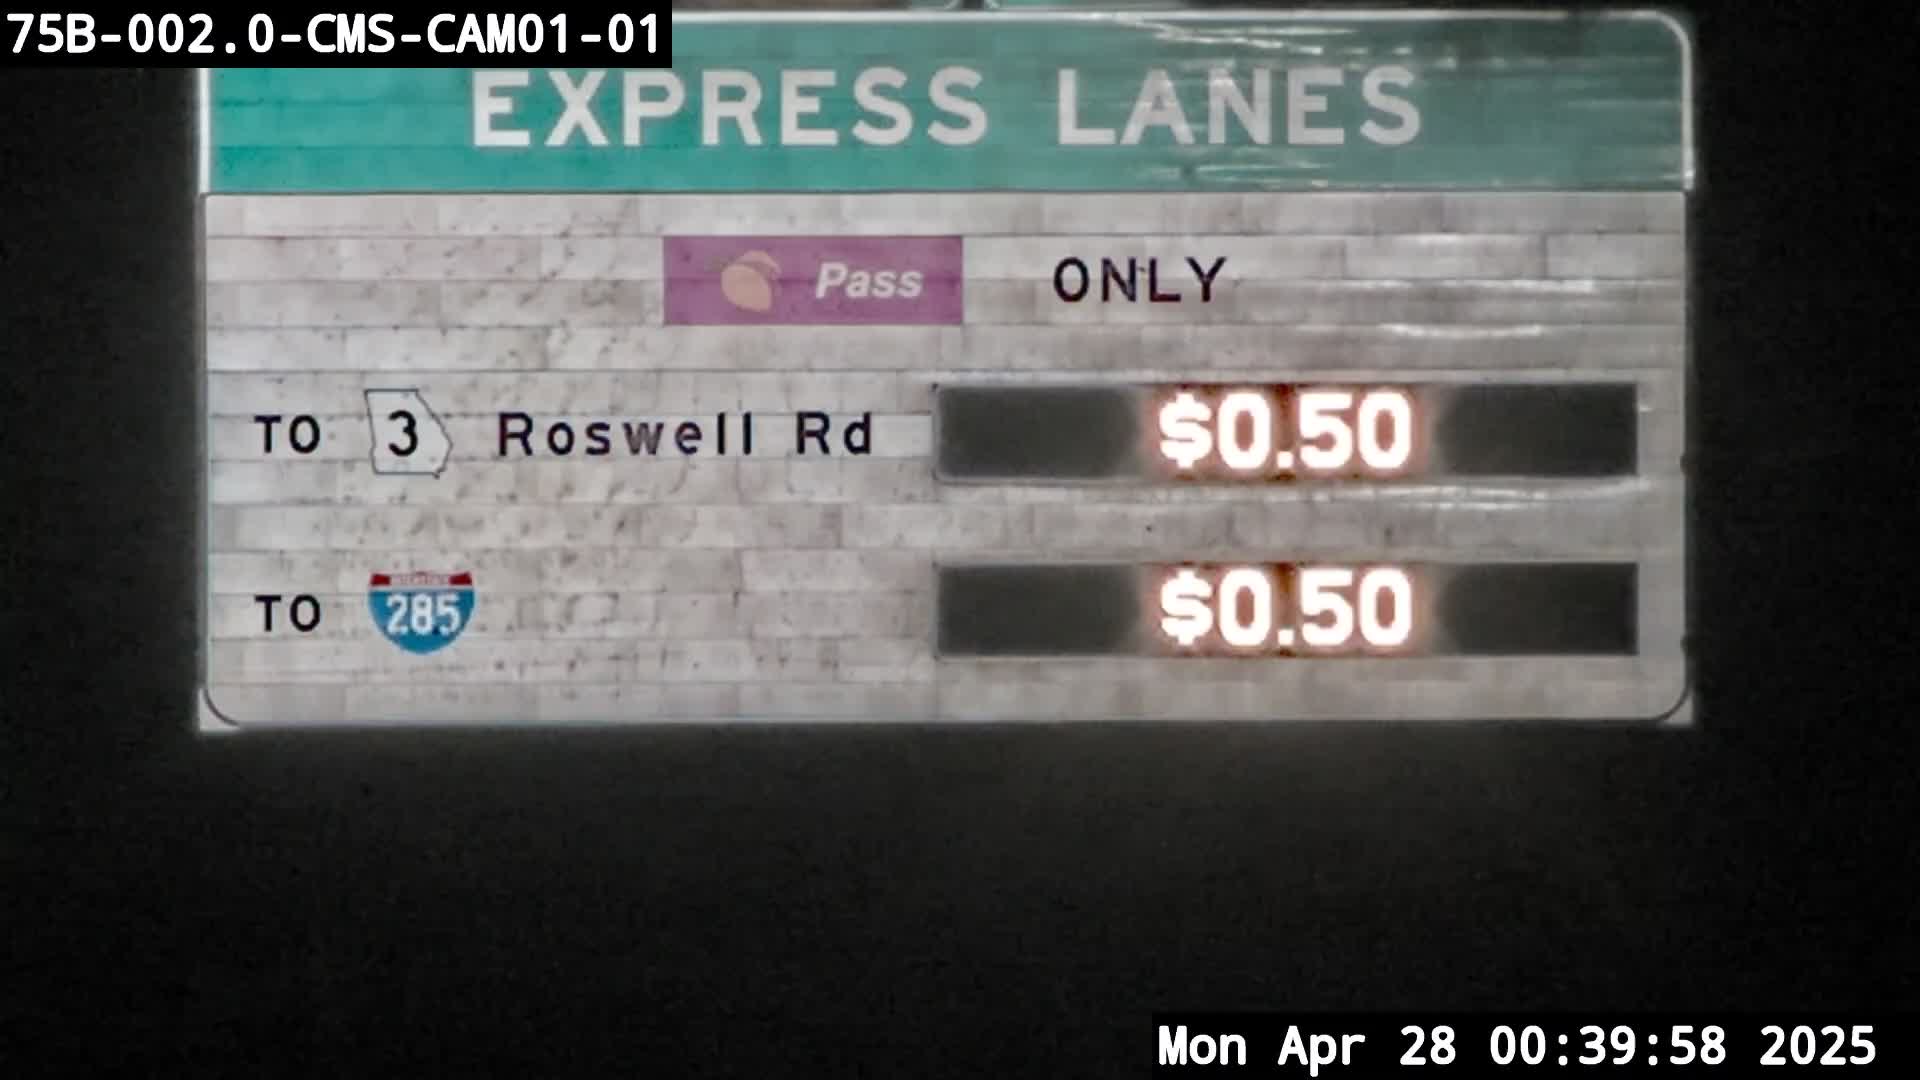 75B-002.0-CMS-CAM01-01
EXPRESS LANES
Pass ONLY
TO 3 Roswell Rd $0.50
INTERSTATE
TO 285 $0.50
Mon Apr 28 00:39:58 2025